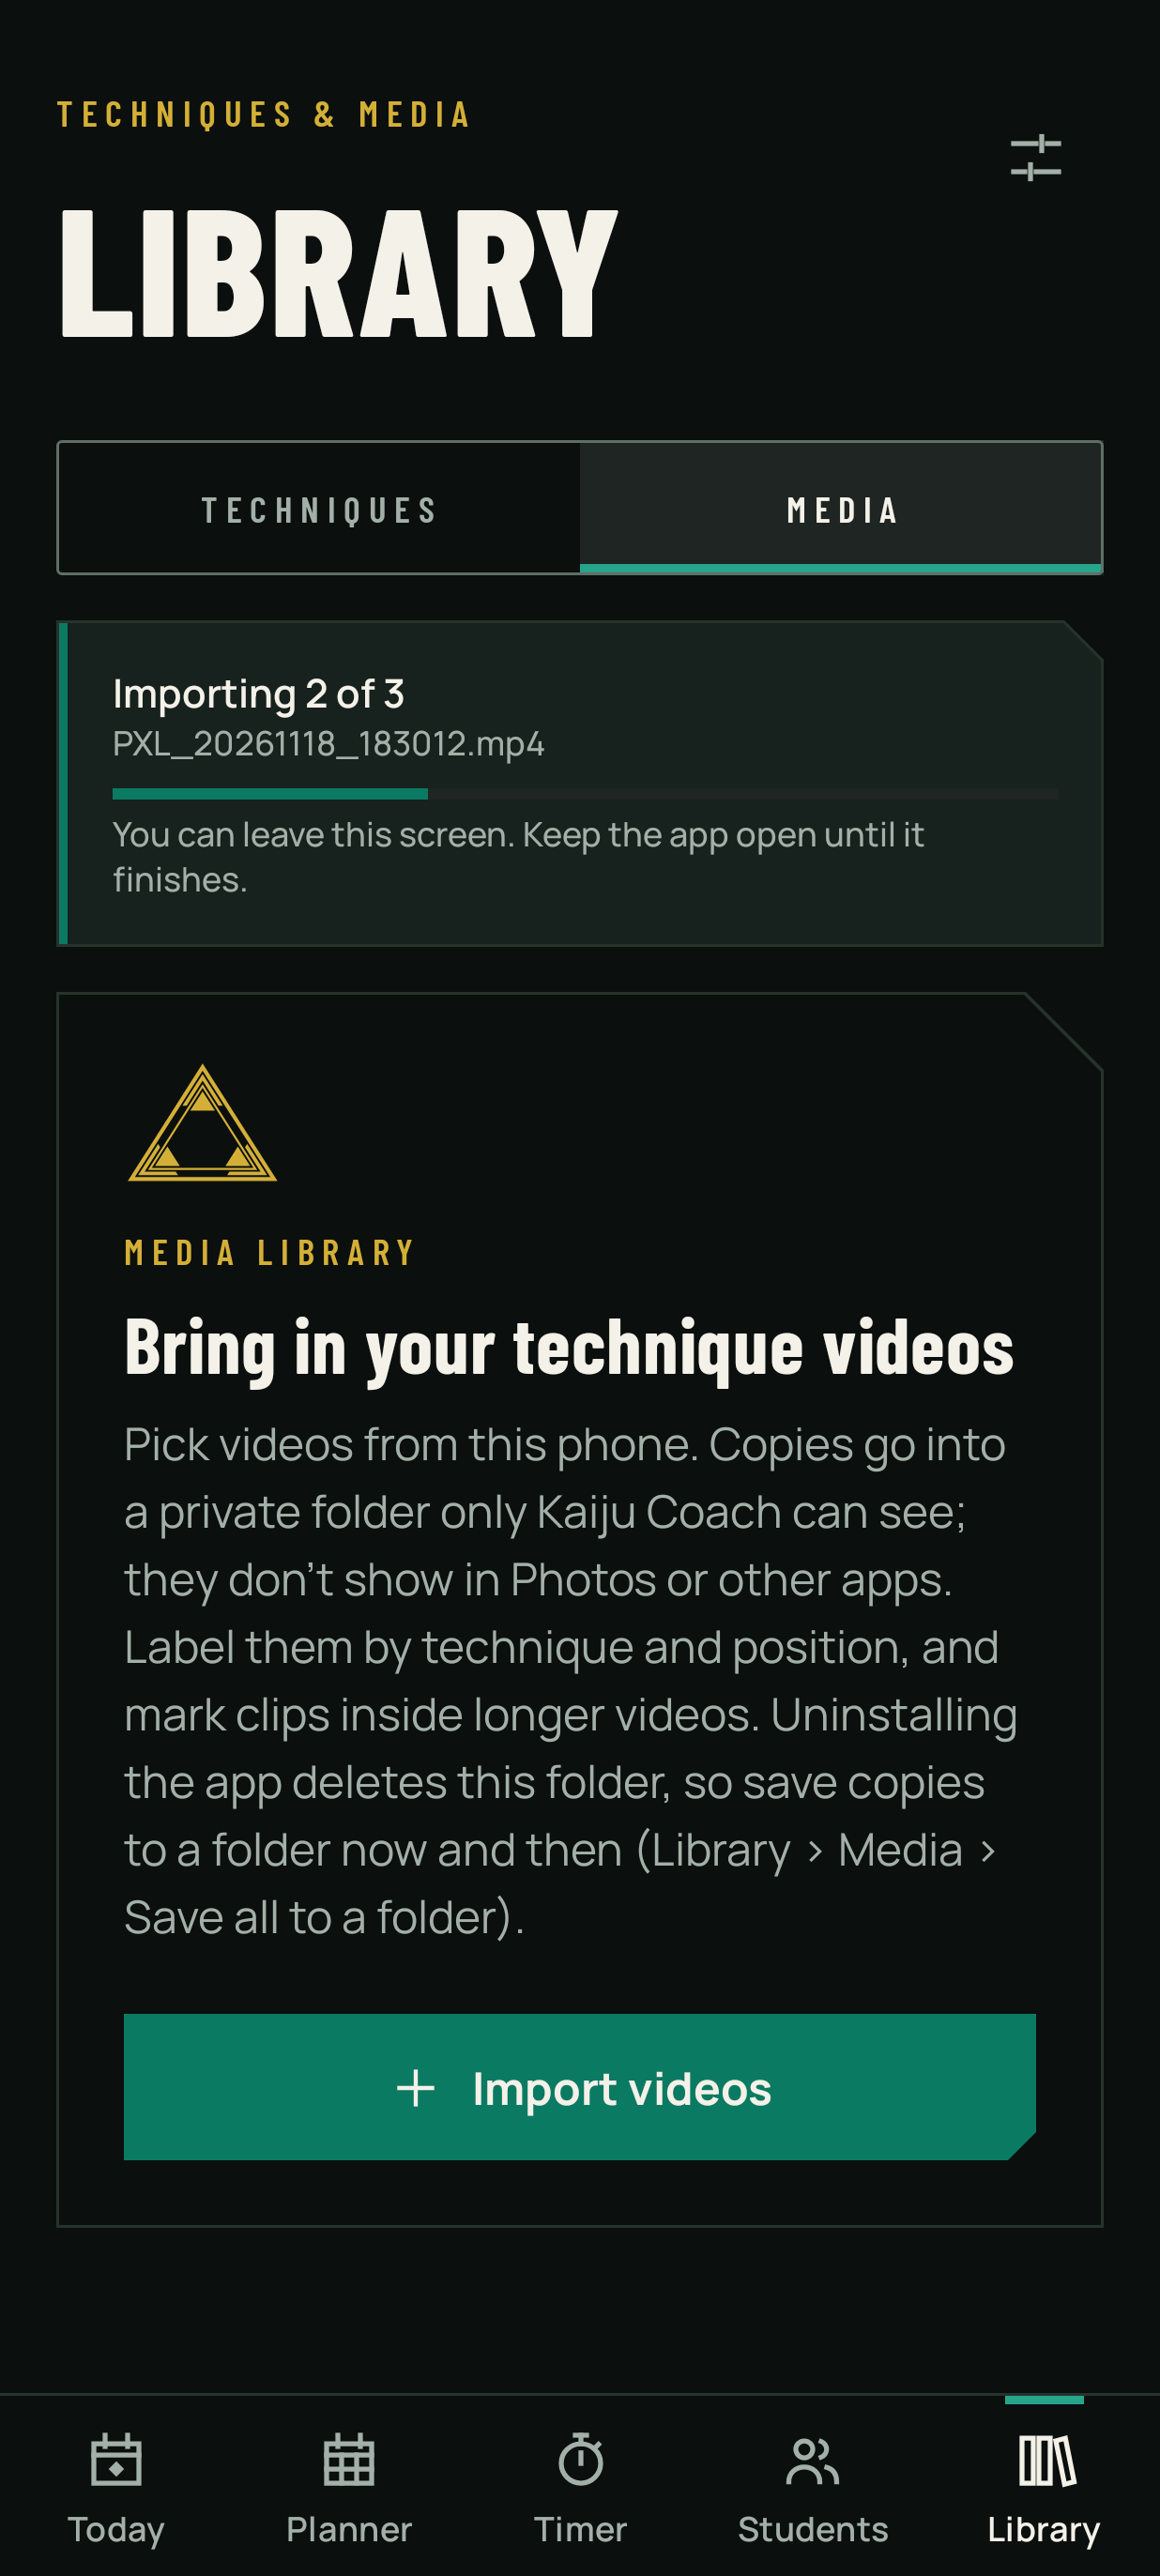 TECHNIQUES & MEDIA
LIBRARY
TECHNIQUES
MEDIA
Importing 2 of 3
PXL_20261118_183012.mp4
You can leave this screen. Keep the app open until it
finishes.
MEDIA LIBRARY
Bring in your technique videos
Pick videos from this phone. Copies go into
a private folder only Kaiju Coach can see;
they don’t show in Photos or other apps.
Label them by technique and position, and
mark clips inside longer videos. Uninstalling
the app deletes this folder, so save copies
to a folder now and then (Library > Media >
Save all to a folder).
Import videos
Today
Planner
Timer
Students
Library